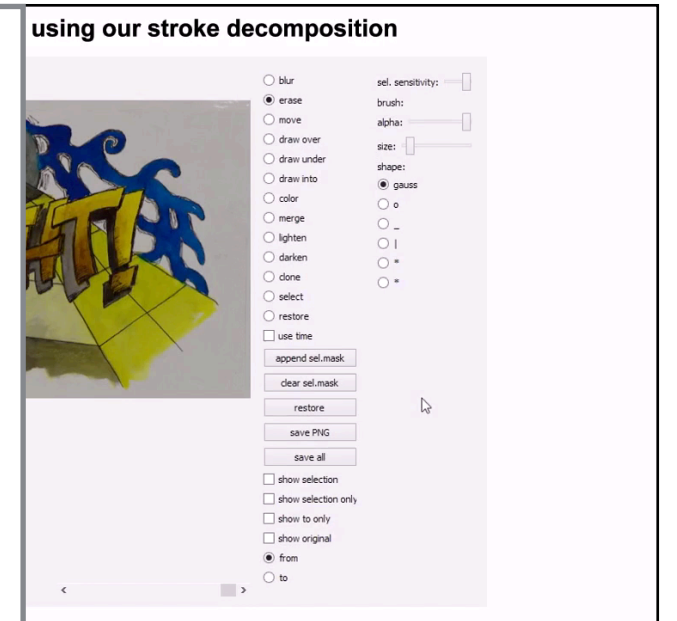 using our stroke decomposition
blur
erase
move
draw over
draw under
draw into
color
merge
lighten
darken
clone
select
restore
use time
append sel.mask
clear sel.mask
restore
save PNG
save all
show selection
show selection only
show to only
show original
from
to
sel. sensitivity:
brush:
alpha:
size:
shape:
gauss
o
_
|
*
*
HT!